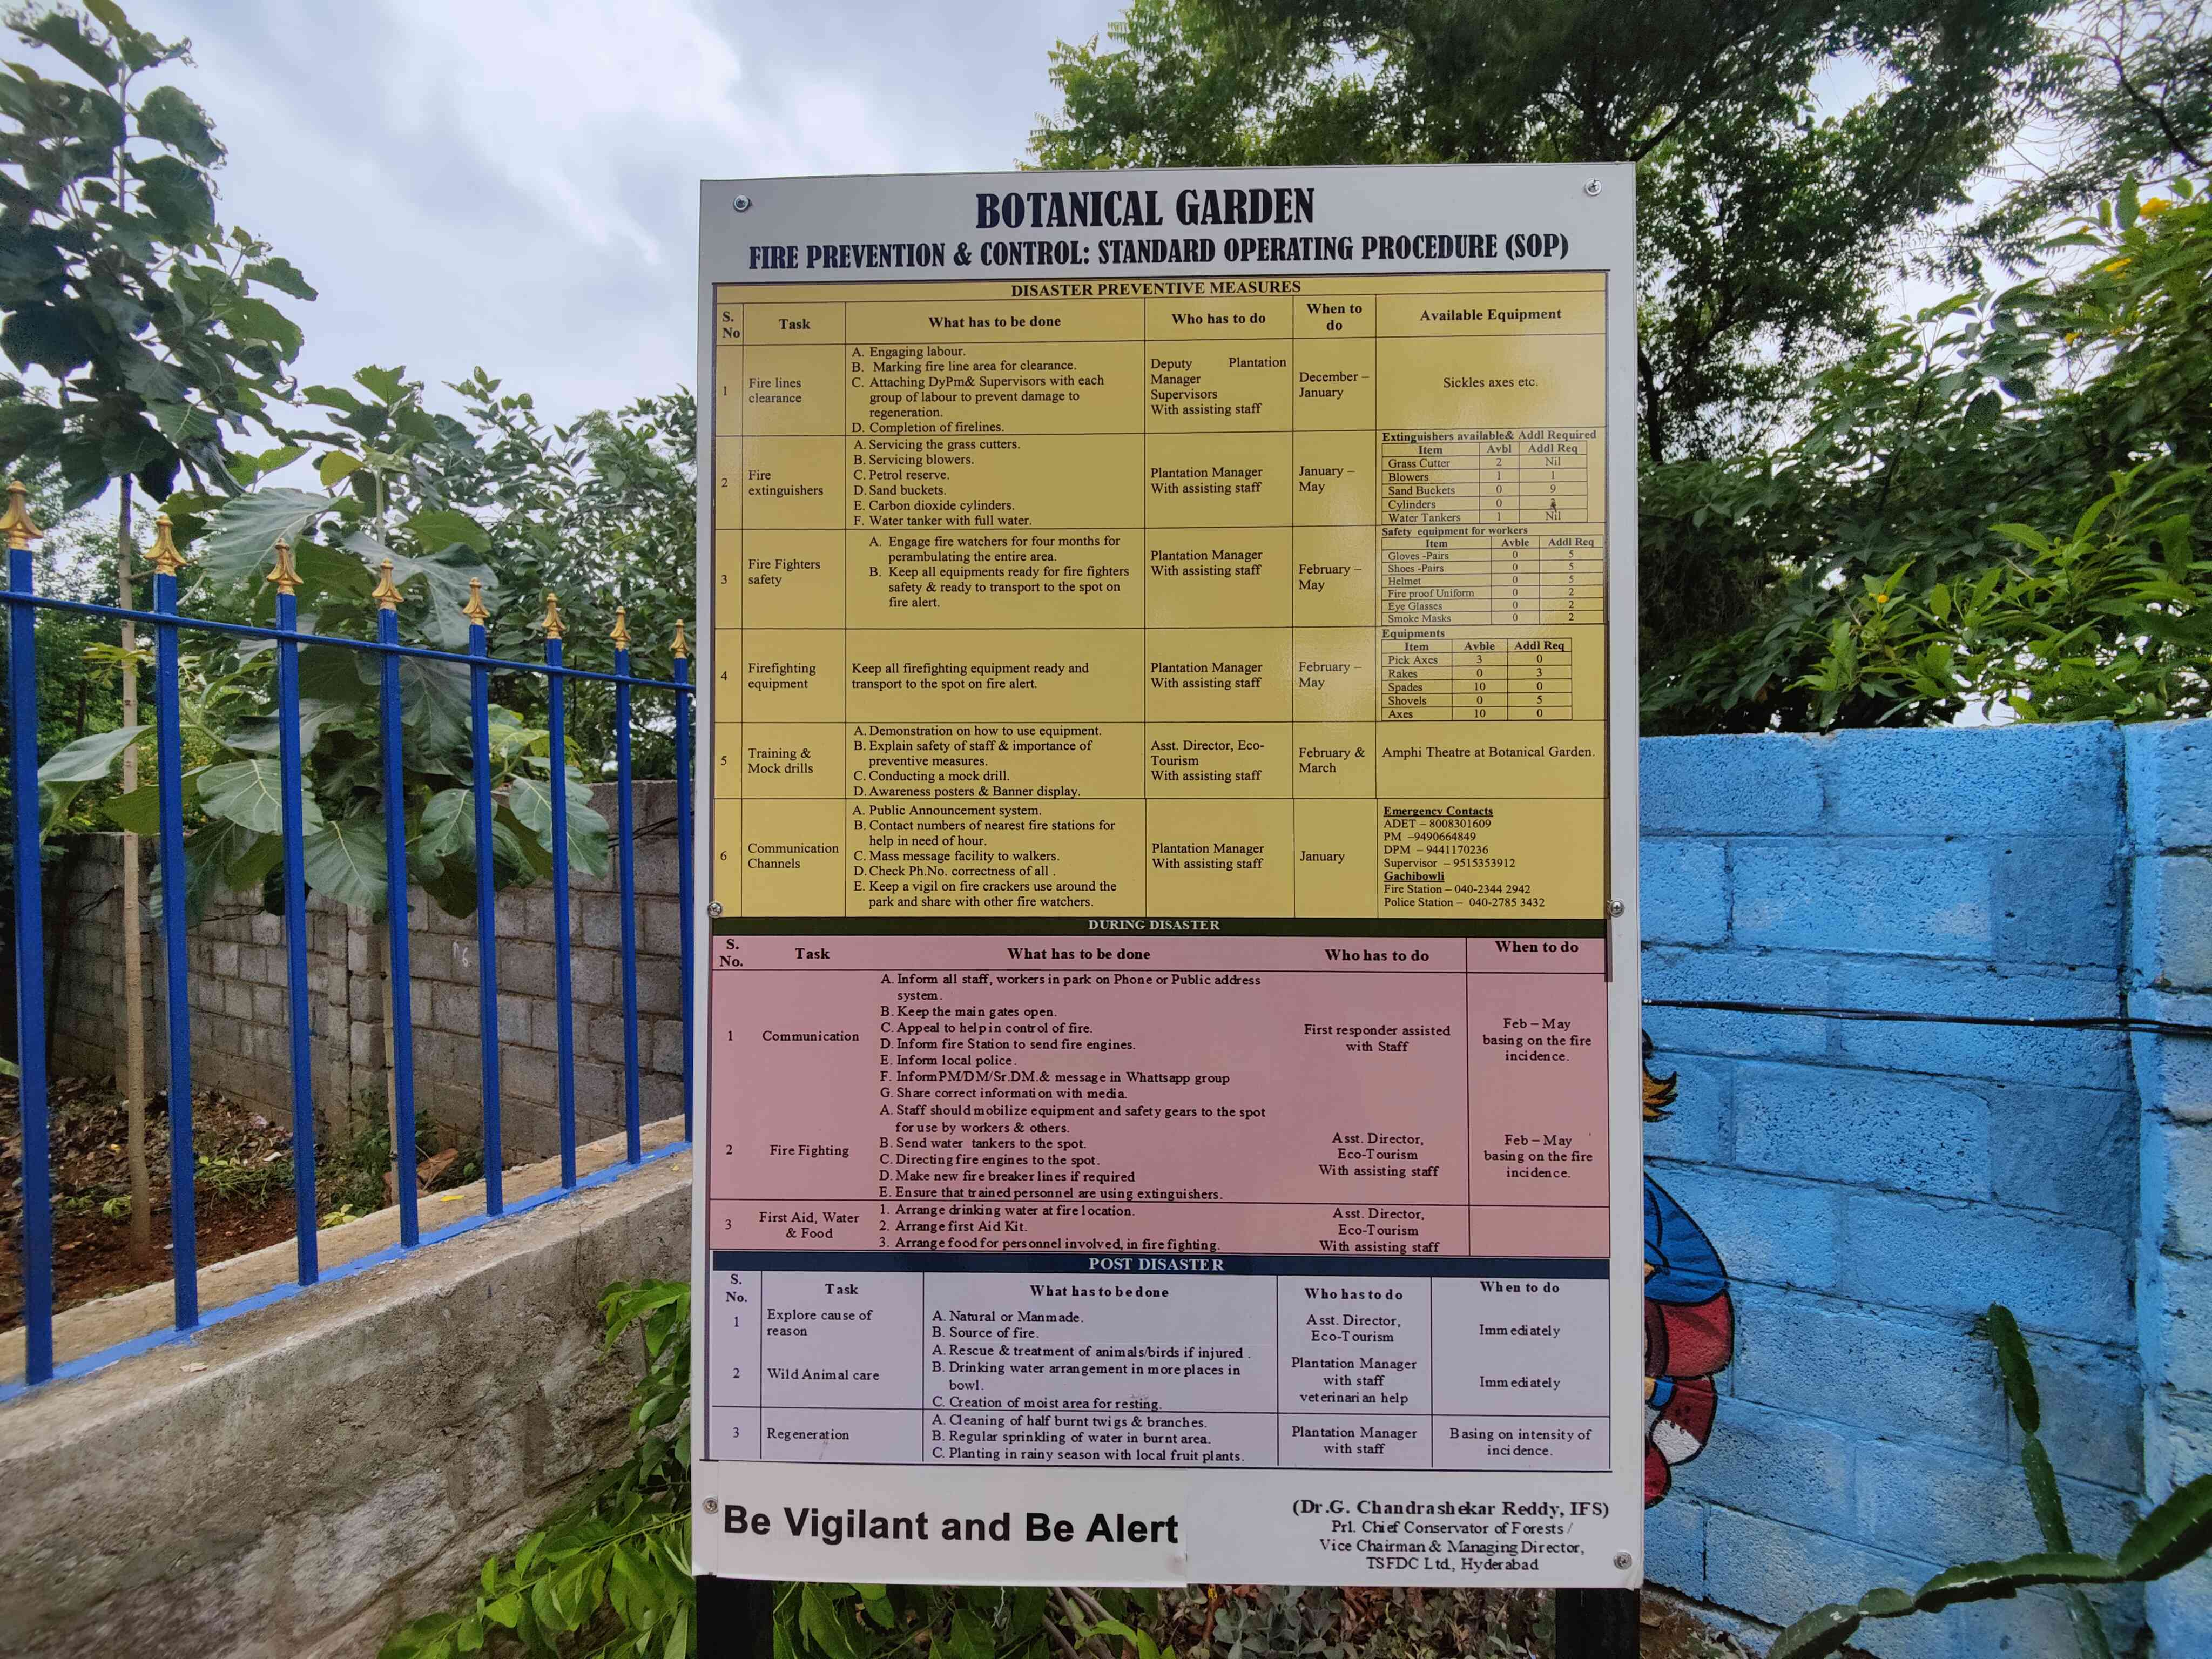 BOTANICAL GARDEN
FIRE PREVENTION & CONTROL: STANDARD OPERATING PROCEDURE (SOP)
DISASTER PREVENTIVE MEASURES
S. No Task What has to be done Who has to do When to do Available Equipment
1 Fire lines clearance
A. Engaging labour.
B. Marking fire line area for clearance.
C. Attaching DyPm& Supervisors with each
group of labour to prevent damage to
regeneration.
D. Completion of firelines.
Deputy Plantation
Manager
Supervisors
With assisting staff
December –
January
Sickles axes etc.
2 Fire extinguishers
A. Servicing the grass cutters.
B. Servicing blowers.
C. Petrol reserve.
D. Sand buckets.
E. Carbon dioxide cylinders.
F. Water tanker with full water.
Plantation Manager
With assisting staff
January –
May
Extinguishers available& Addl Required
Item Avbl Addl Req
Grass Cutter 2 Nil
Blowers 1 1
Sand Buckets 0 9
Cylinders 0
Water Tankers 1 Nil
3 Fire Fighters safety
A. Engage fire watchers for four months for
perambulating the entire area.
B. Keep all equipments ready for fire fighters
safety & ready to transport to the spot on
fire alert.
Plantation Manager
With assisting staff
February –
May
Safety equipment for workers
Item Avble Addl Req
Gloves -Pairs 0 5
Shoes -Pairs 0 5
Helmet 0 5
Fire proof Uniform 0 2
Eye Glasses 0 2
Smoke Masks 0 2
4 Firefighting equipment
Keep all firefighting equipment ready and
transport to the spot on fire alert.
Plantation Manager
With assisting staff
February –
May
Equipments
Item Avble Addl Req
Pick Axes 3 0
Rakes 0 3
Spades 10 0
Shovels 0 5
Axes 10 0
5 Training & Mock drills
A. Demonstration on how to use equipment.
B. Explain safety of staff & importance of
preventive measures.
C. Conducting a mock drill.
D. Awareness posters & Banner display.
Asst. Director, Eco-
Tourism
With assisting staff
February &
March
Amphi Theatre at Botanical Garden.
6 Communication Channels
A. Public Announcement system.
B. Contact numbers of nearest fire stations for
help in need of hour.
C. Mass message facility to walkers.
D. Check Ph.No. correctness of all .
E. Keep a vigil on fire crackers use around the
park and share with other fire watchers.
Plantation Manager
With assisting staff
January
Emergency Contacts
ADET – 8008301609
PM –9490664849
DPM – 9441170236
Supervisor – 9515353912
Gachibowli
Fire Station – 040-2344 2942
Police Station – 040-2785 3432
DURING DISASTER
S. No. Task What has to be done Who has to do When to do
1 Communication
A. Inform all staff, workers in park on Phone or Public address
system.
B. Keep the main gates open.
C. Appeal to help in control of fire.
D. Inform fire Station to send fire engines.
E. Inform local police.
F. Inform PM/DM/Sr.DM.& message in Whattsapp group
G. Share correct information with media.
First responder assisted
with Staff
Feb – May
basing on the fire
incidence.
2 Fire Fighting
A. Staff should mobilize equipment and safety gears to the spot
for use by workers & others.
B. Send water tankers to the spot.
C. Directing fire engines to the spot.
D. Make new fire breaker lines if required
E. Ensure that trained personnel are using extinguishers.
Asst. Director,
Eco-Tourism
With assisting staff
Feb – May
basing on the fire
incidence.
3 First Aid, Water & Food
1. Arrange drinking water at fire location.
2. Arrange first Aid Kit.
3. Arrange food for personnel involved, in fire fighting.
Asst. Director,
Eco-Tourism
With assisting staff
POST DISASTER
S. No. Task What has to be done Who has to do When to do
1 Explore cause of reason
A. Natural or Manmade.
B. Source of fire.
Asst. Director,
Eco-Tourism
Immediately
2 Wild Animal care
A. Rescue & treatment of animals/birds if injured .
B. Drinking water arrangement in more places in
bowl.
C. Creation of moist area for resting.
Plantation Manager
with staff
veterinarian help
Immediately
3 Regeneration
A. Cleaning of half burnt twigs & branches.
B. Regular sprinkling of water in burnt area.
C. Planting in rainy season with local fruit plants.
Plantation Manager
with staff
Basing on intensity of
incidence.
Be Vigilant and Be Alert
(Dr.G. Chandrashekar Reddy, IFS)
Prl. Chief Conservator of Forests /
Vice Chairman & Managing Director,
TSFDC Ltd., Hyderabad